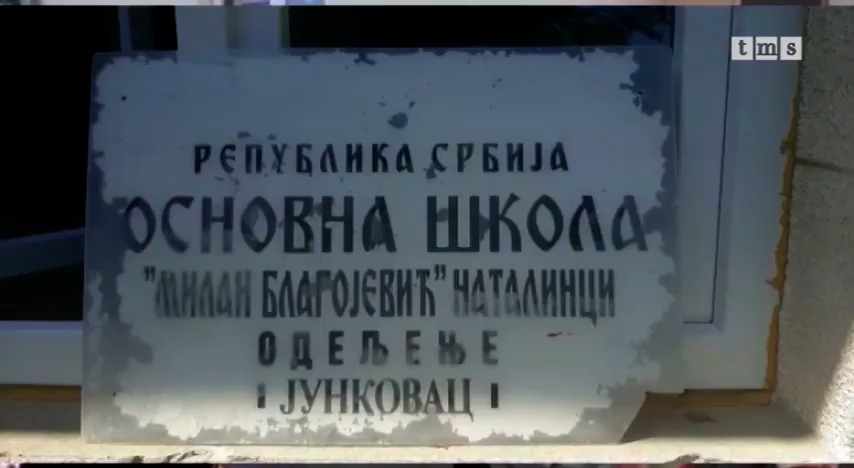 tms
РЕПУБЛИКА СРБИЈА
ОСНОВНА ШКОЛА
"МИЛАН БЛАГОЈЕВИЋ" НАТАЛИНЦИ
ОДЕЉЕЊЕ
ЈУНКОВАЦ